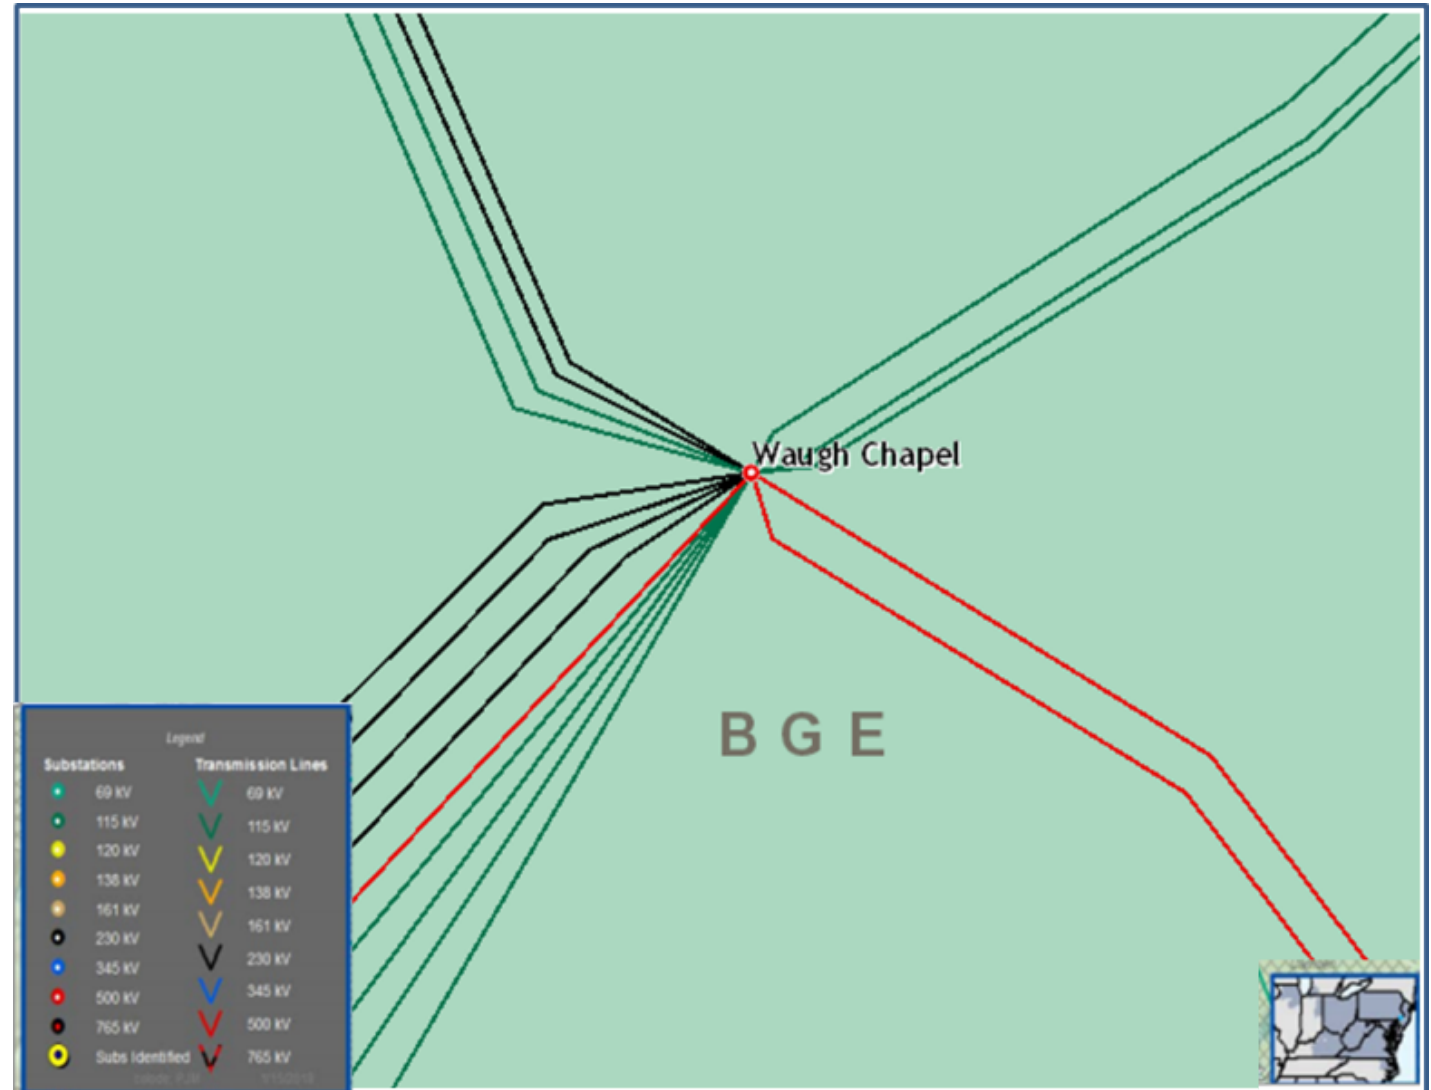 Waugh Chapel
B G E
Legend
Substations
69 kV
115 kV
120 kV
138 kV
161 kV
230 kV
345 kV
500 kV
765 kV
Subs Identified
Transmission Lines
69 kV
115 kV
120 kV
138 kV
161 kV
230 kV
345 kV
500 kV
765 kV